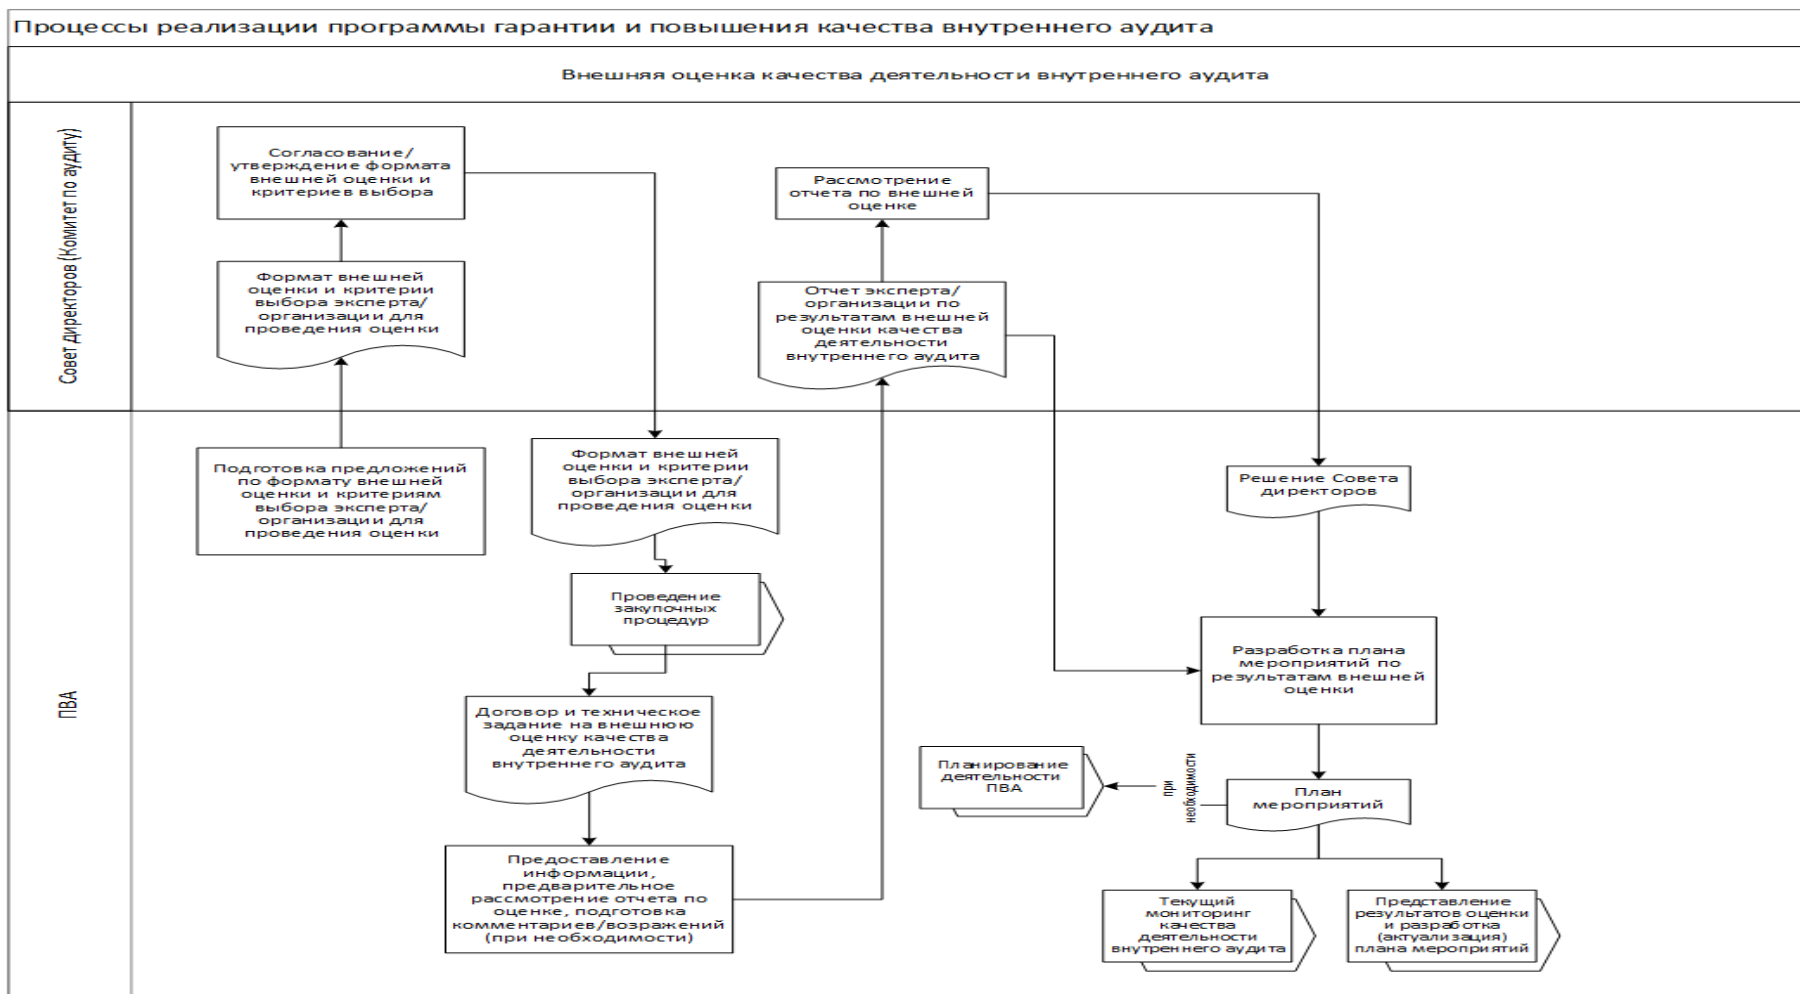 Процессы реализации программы гарантии и повышения качества внутреннего аудита
Внешняя оценка качества деятельности внутреннего аудита
Совет директоров (Комитет по аудиту)
Согласование/
утверждение формата
внешней оценки и
критериев выбора
Формат внешней
оценки и критерии
выбора эксперта/
организации для
проведения оценки
Рассмотрение
отчета по внешней
оценке
Отчет эксперта/
организации по
результатам внешней
оценки качества
деятельности
внутреннего аудита
ПВА
Подготовка предложений
по формату внешней
оценки и критериям
выбора эксперта/
организации для
проведения оценки
Формат внешней
оценки и критерии
выбора эксперта/
организации для
проведения оценки
Проведение
закупочных
процедур
Договор и техническое
задание на внешнюю
оценку качества
деятельности
внутреннего аудита
Предоставление
информации,
предварительное
рассмотрение отчета по
оценке, подготовка
комментариев/возражений
(при необходимости)
Решение Совета
директоров
Разработка плана
мероприятий по
результатам внешней
оценки
Планирование
деятельности
ПВА
при
необходимости
План
мероприятий
Текущий
мониторинг
качества
деятельности
внутреннего аудита
Представление
результатов оценки
и разработка
(актуализация)
плана мероприятий